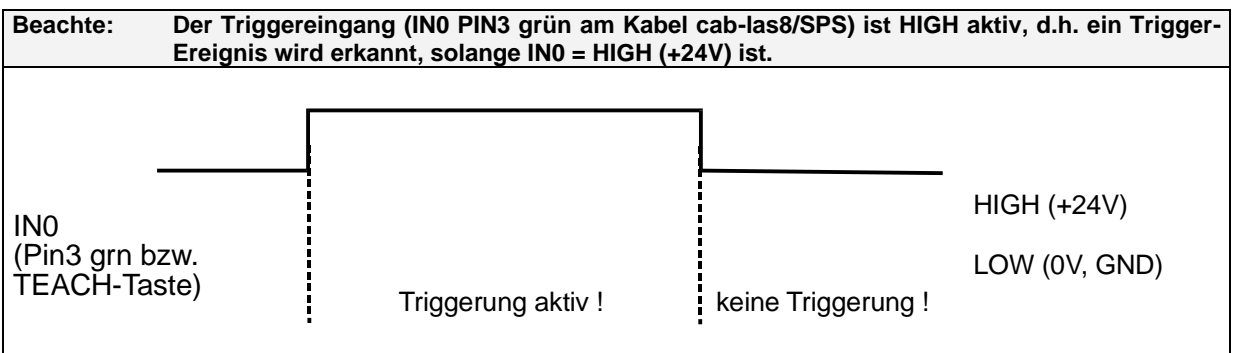 Beachte: Der Triggereingang (IN0 PIN3 grün am Kabel cab-las8/SPS) ist HIGH aktiv, d.h. ein Trigger-
Ereignis wird erkannt, solange IN0 = HIGH (+24V) ist.
HIGH (+24V)
IN0
(Pin3 grn bzw.
TEACH-Taste)
LOW (0V, GND)
Triggerung aktiv !
keine Triggerung !